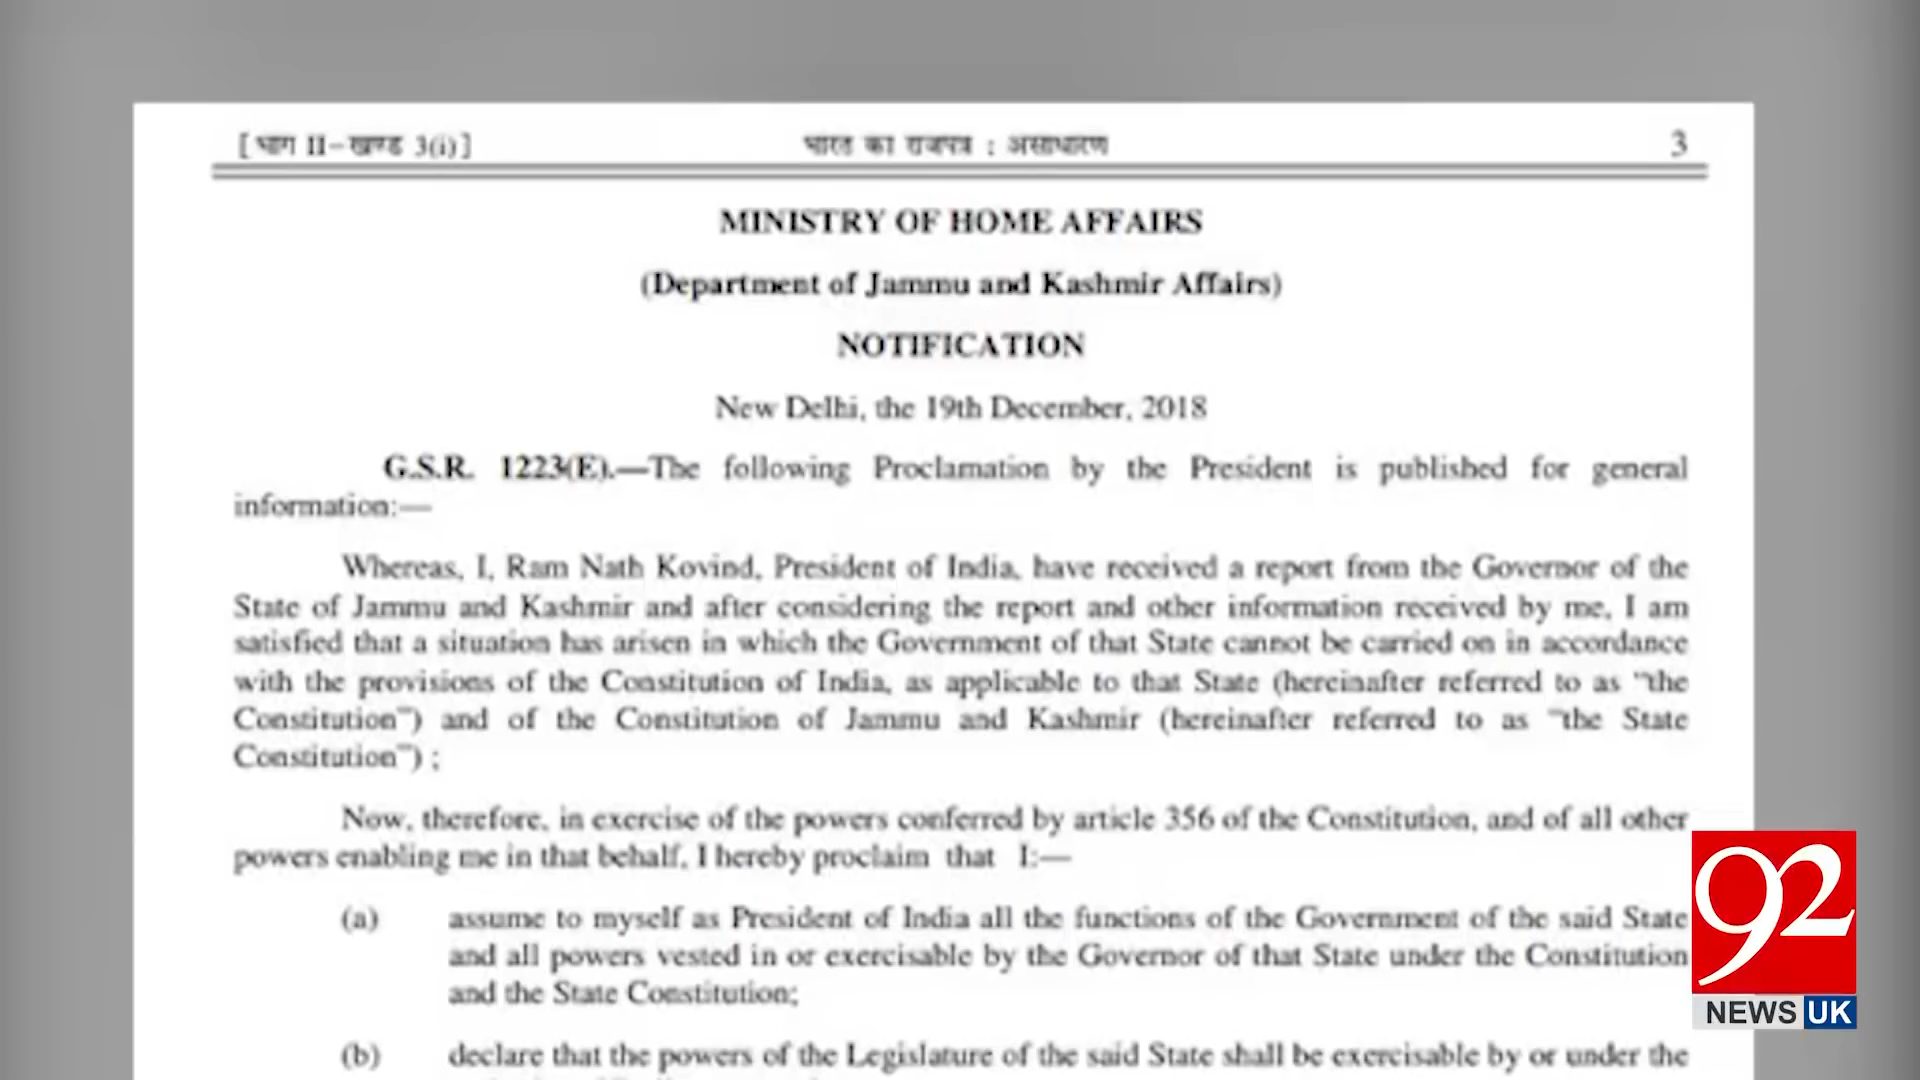 [ भाग II-खण्ड 3(i) ] भारत का राजपत्र : असाधारण 3
MINISTRY OF HOME AFFAIRS
(Department of Jammu and Kashmir Affairs)
NOTIFICATION
New Delhi, the 19th December, 2018
G.S.R. 1223(E).—The following Proclamation by the President is published for general
information:—
Whereas, I, Ram Nath Kovind, President of India, have received a report from the Governor of the
State of Jammu and Kashmir and after considering the report and other information received by me, I am
satisfied that a situation has arisen in which the Government of that State cannot be carried on in accordance
with the provisions of the Constitution of India, as applicable to that State (hereinafter referred to as "the
Constitution") and of the Constitution of Jammu and Kashmir (hereinafter referred to as "the State
Constitution") ;
Now, therefore, in exercise of the powers conferred by article 356 of the Constitution, and of all other
powers enabling me in that behalf, I hereby proclaim that I:—
(a) assume to myself as President of India all the functions of the Government of the said State
and all powers vested in or exercisable by the Governor of that State under the Constitution
and the State Constitution;
(b) declare that the powers of the Legislature of the said State shall be exercisable by or under the
92
NEWS UK